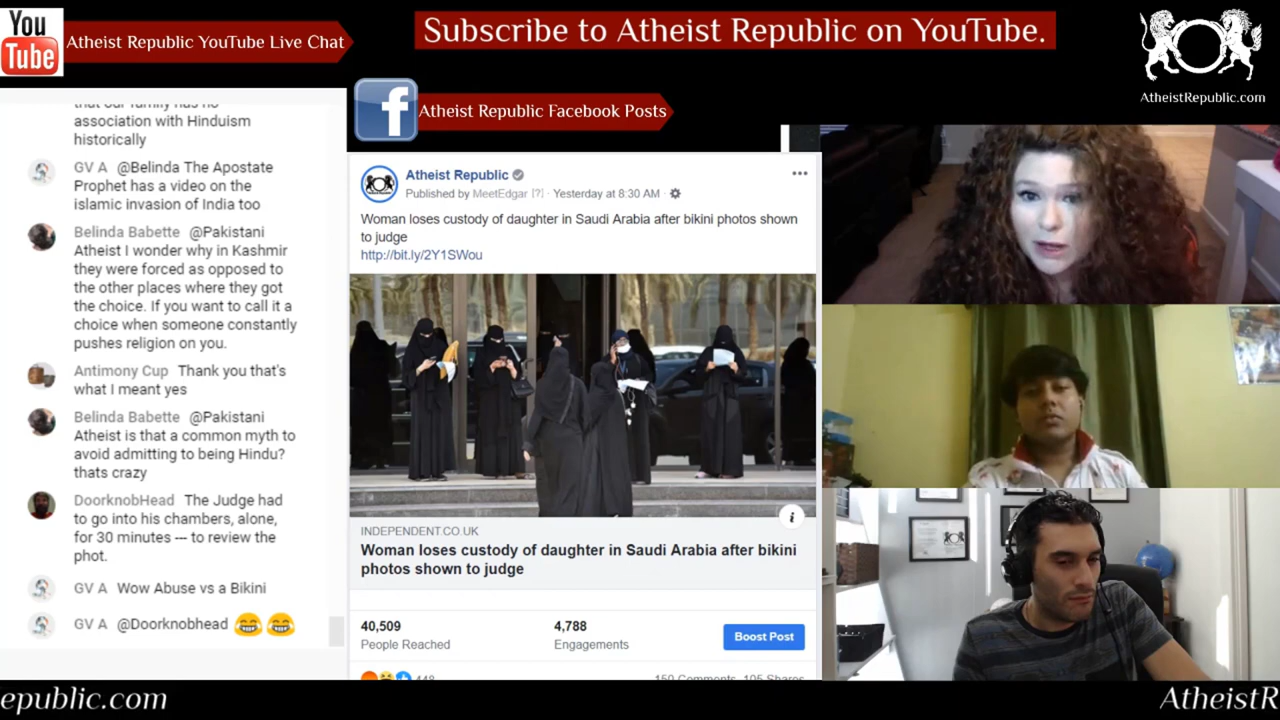 You
Tube
Atheist Republic YouTube Live Chat
Subscribe to Atheist Republic on YouTube.
AtheistRepublic.com
f
Atheist Republic Facebook Posts
that our family has no
association with Hinduism
historically
GV A @Belinda The Apostate
Prophet has a video on the
islamic invasion of India too
Belinda Babette @Pakistani
Atheist I wonder why in Kashmir
they were forced as opposed to
the other places where they got
the choice. If you want to call it a
choice when someone constantly
pushes religion on you.
Antimony Cup Thank you that's
what I meant yes
Belinda Babette @Pakistani
Atheist is that a common myth to
avoid admitting to being Hindu?
thats crazy
DoorknobHead The Judge had
to go into his chambers, alone,
for 30 minutes --- to review the
phot.
GV A Wow Abuse vs a Bikini
GV A @Doorknobhead 😂 😂
Atheist Republic
Published by MeetEdgar [?] · Yesterday at 8:30 AM ·
Woman loses custody of daughter in Saudi Arabia after bikini photos shown
to judge
http://bit.ly/2Y1SWou
i
INDEPENDENT.CO.UK
Woman loses custody of daughter in Saudi Arabia after bikini
photos shown to judge
40,509
People Reached
4,788
Engagements
Boost Post
448
150 Comments 105 Shares
epublic.com
AtheistR